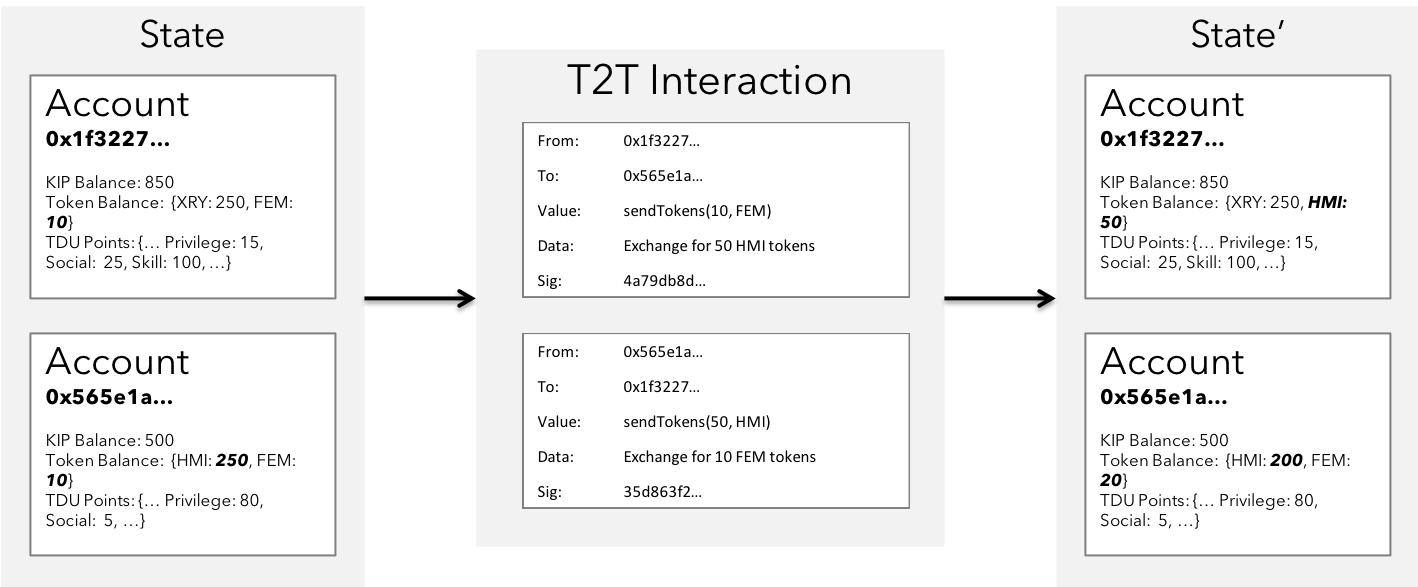 State
Account
0x1f3227...
KIP Balance: 850
Token Balance: {XRY: 250, FEM:
10}
TDU Points: {... Privilege: 15,
Social: 25, Skill: 100, ...}
Account
0x565e1a...
KIP Balance: 500
Token Balance: {HMI: 250, FEM:
10}
TDU Points: {... Privilege: 80,
Social: 5, ...}
T2T Interaction
From: 0x1f3227...
To: 0x565e1a...
Value: sendTokens(10, FEM)
Data: Exchange for 50 HMI tokens
Sig: 4a79db8d...
From: 0x565e1a...
To: 0x1f3227...
Value: sendTokens(50, HMI)
Data: Exchange for 10 FEM tokens
Sig: 35d863f2...
State’
Account
0x1f3227...
KIP Balance: 850
Token Balance: {XRY: 250, HMI:
50}
TDU Points: {... Privilege: 15,
Social: 25, Skill: 100, ...}
Account
0x565e1a...
KIP Balance: 500
Token Balance: {HMI: 200, FEM:
20}
TDU Points: {... Privilege: 80,
Social: 5, ...}